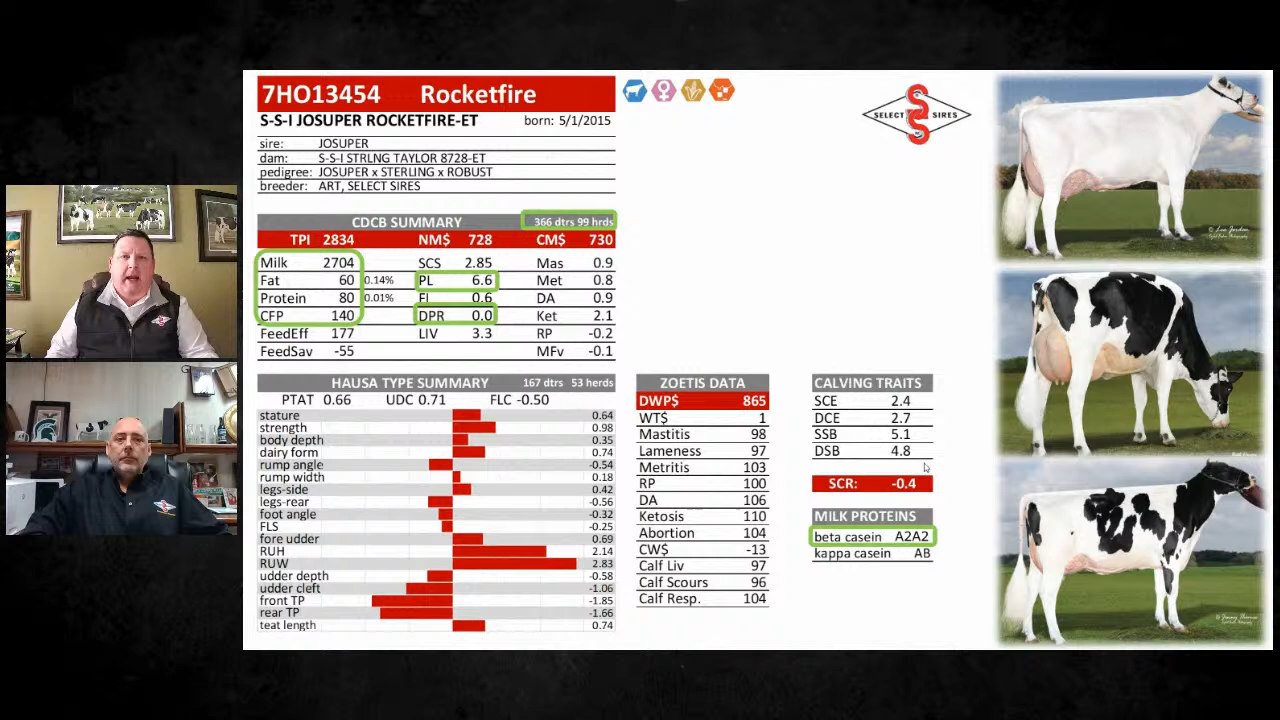 7HO13454 Rocketfire
S-S-I JOSUPER ROCKETFIRE-ET born: 5/1/2015
sire: JOSUPER
dam: S-S-I STRLNG TAYLOR 8728-ET
pedigree: JOSUPER x STERLING x ROBUST
breeder: ART, SELECT SIRES
SELECT SIRES
CDCB SUMMARY 366 dtrs 99 hrds
TPI 2834 NM$ 728 CM$ 730
Milk 2704 SCS 2.85 Mas 0.9
Fat 60 0.14% PL 6.6 Met 0.8
Protein 80 0.01% FI 0.6 DA 0.9
CFP 140 DPR 0.0 Ket 2.1
FeedEff 177 LIV 3.3 RP -0.2
FeedSav -55 MFv -0.1
HAUSA TYPE SUMMARY 167 dtrs 53 herds
PTAT 0.66 UDC 0.71 FLC -0.50
stature 0.64
strength 0.98
body depth 0.35
dairy form 0.74
rump angle -0.54
rump width 0.18
legs-side 0.42
legs-rear -0.56
foot angle -0.32
FLS -0.25
fore udder 0.69
RUH 2.14
RUW 2.83
udder depth -0.58
udder cleft -1.06
front TP -1.85
rear TP -1.66
teat length 0.74
ZOETIS DATA
DWP$ 865
WT$ 1
Mastitis 98
Lameness 97
Metritis 103
RP 100
DA 106
Ketosis 110
Abortion 104
CW$ -13
Calf Liv 97
Calf Scours 96
Calf Resp. 104
CALVING TRAITS
SCE 2.4
DCE 2.7
SSB 5.1
DSB 4.8
SCR: -0.4
MILK PROTEINS
beta casein A2A2
kappa casein AB